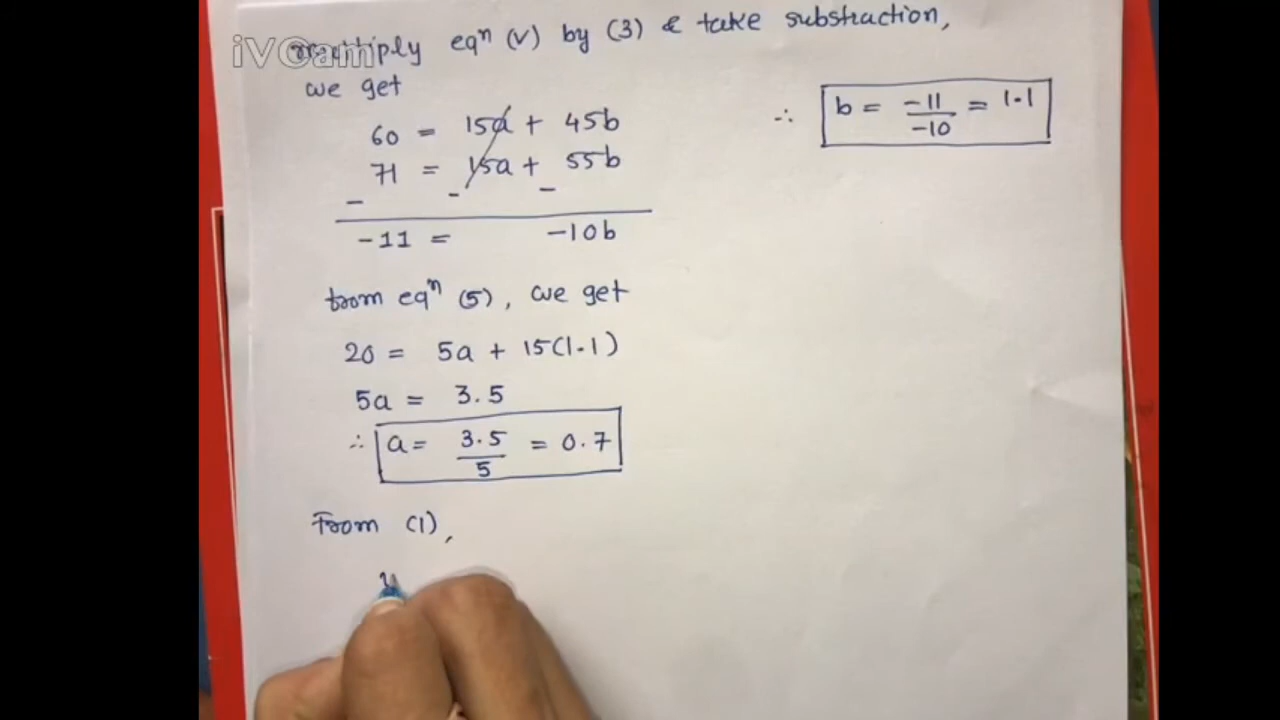 iVCam
multiply eqⁿ (v) by (3) & take substraction,
we get
60 = 15a + 45b
71 = 15a + 55b
- - -
-11 = -10b
∴ b = -11/-10 = 1.1
from eqⁿ (5), we get
20 = 5a + 15(1.1)
5a = 3.5
∴ a = 3.5/5 = 0.7
From (1),